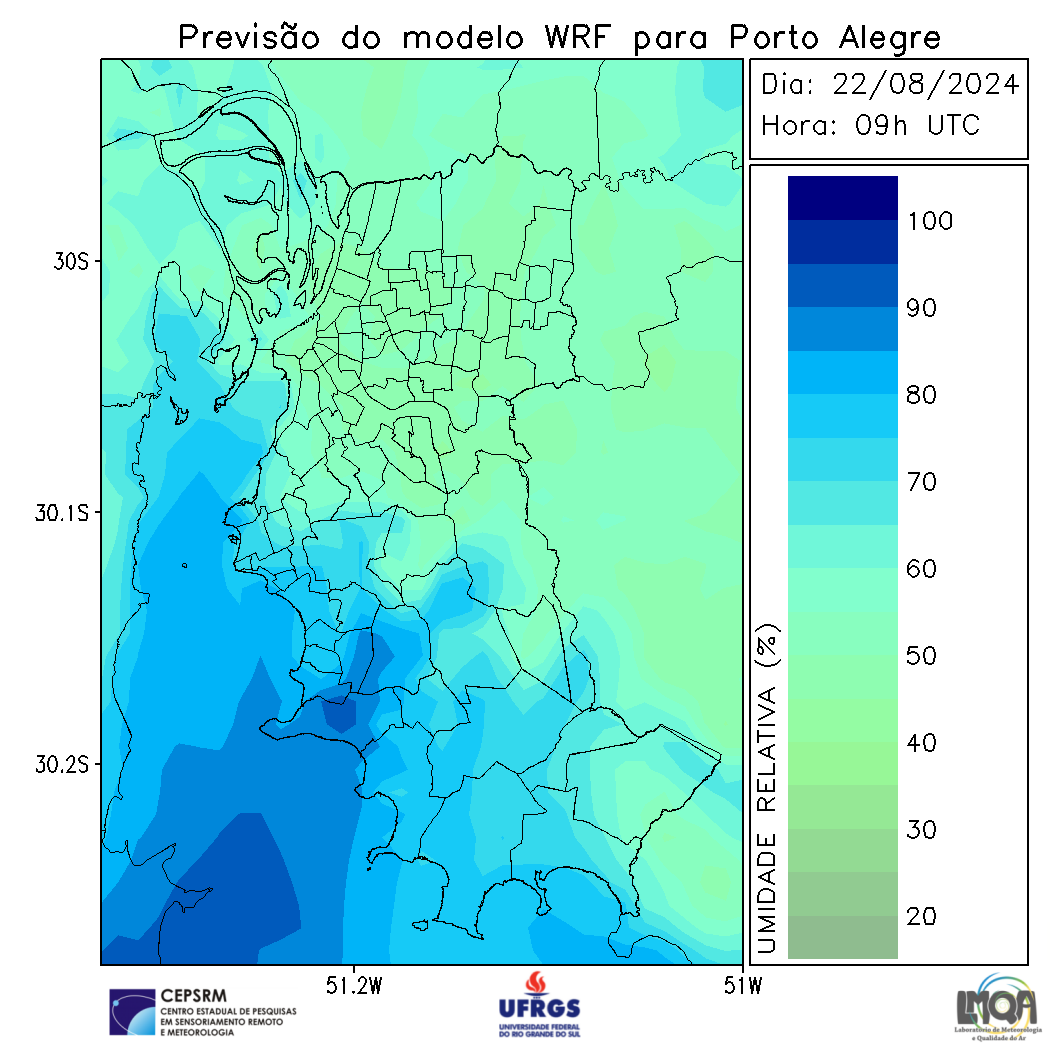 Previsão do modelo WRF para Porto Alegre
Dia: 22/08/2024
Hora: 09h UTC
100
90
80
70
60
50
40
30
20
UMIDADE RELATIVA (%)
30S
30.1S
30.2S
51.2W
51W
CEPSRM
CENTRO ESTADUAL DE PESQUISAS
EM SENSORIAMENTO REMOTO
E METEOROLOGIA
UFRGS
UNIVERSIDADE FEDERAL
DO RIO GRANDE DO SUL
LMQA
Laboratório de Meteorologia
e Qualidade do Ar